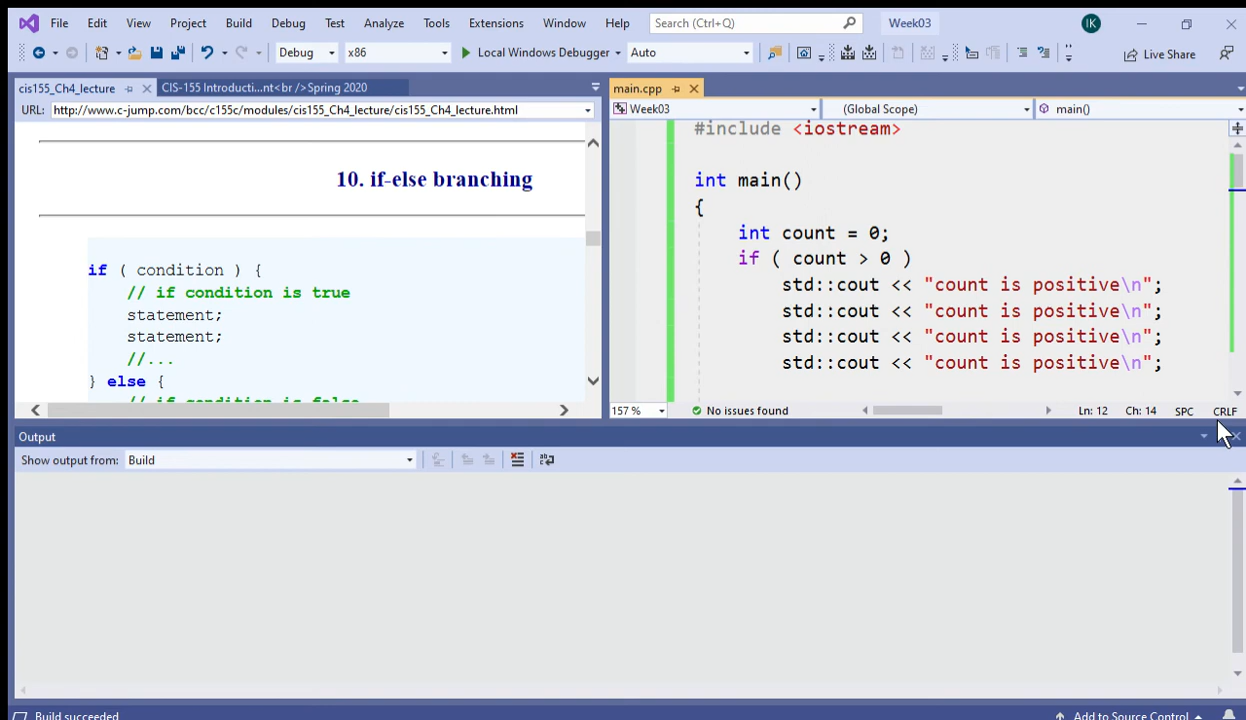 File Edit View Project Build Debug Test Analyze Tools Extensions Window Help Search (Ctrl+Q) Week03 IK
Debug x86 Local Windows Debugger Auto Live Share
cis155_Ch4_lecture CIS-155 Introducti...nt<br />Spring 2020
URL: http://www.c-jump.com/bcc/c155c/modules/cis155_Ch4_lecture/cis155_Ch4_lecture.html
10. if-else branching
if ( condition ) {
// if condition is true
statement;
statement;
//...
} else {
// if condition is false
main.cpp
Week03 (Global Scope) main()
#include <iostream>
int main()
{
int count = 0;
if ( count > 0 )
std::cout << "count is positive\n";
std::cout << "count is positive\n";
std::cout << "count is positive\n";
std::cout << "count is positive\n";
157 % No issues found Ln: 12 Ch: 14 SPC CRLF
Output
Show output from: Build
Build succeeded Add to Source Control